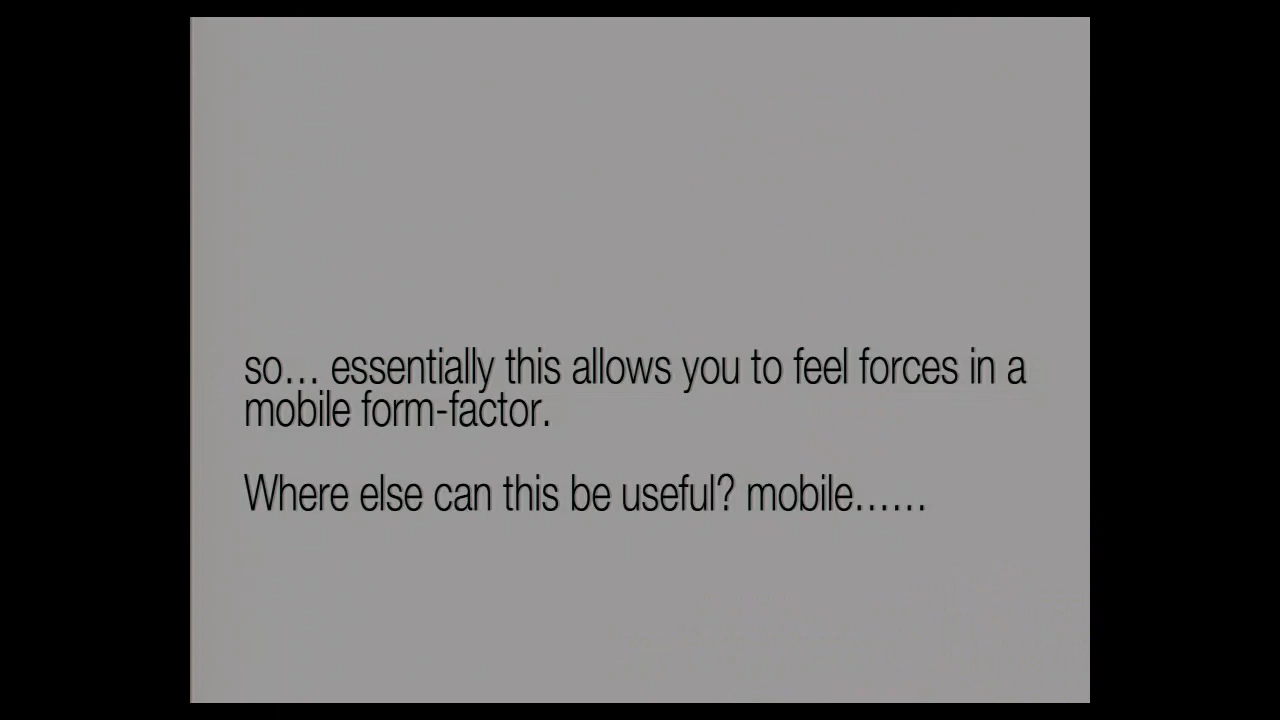 so... essentially this allows you to feel forces in a
mobile form-factor.
Where else can this be useful? mobile......